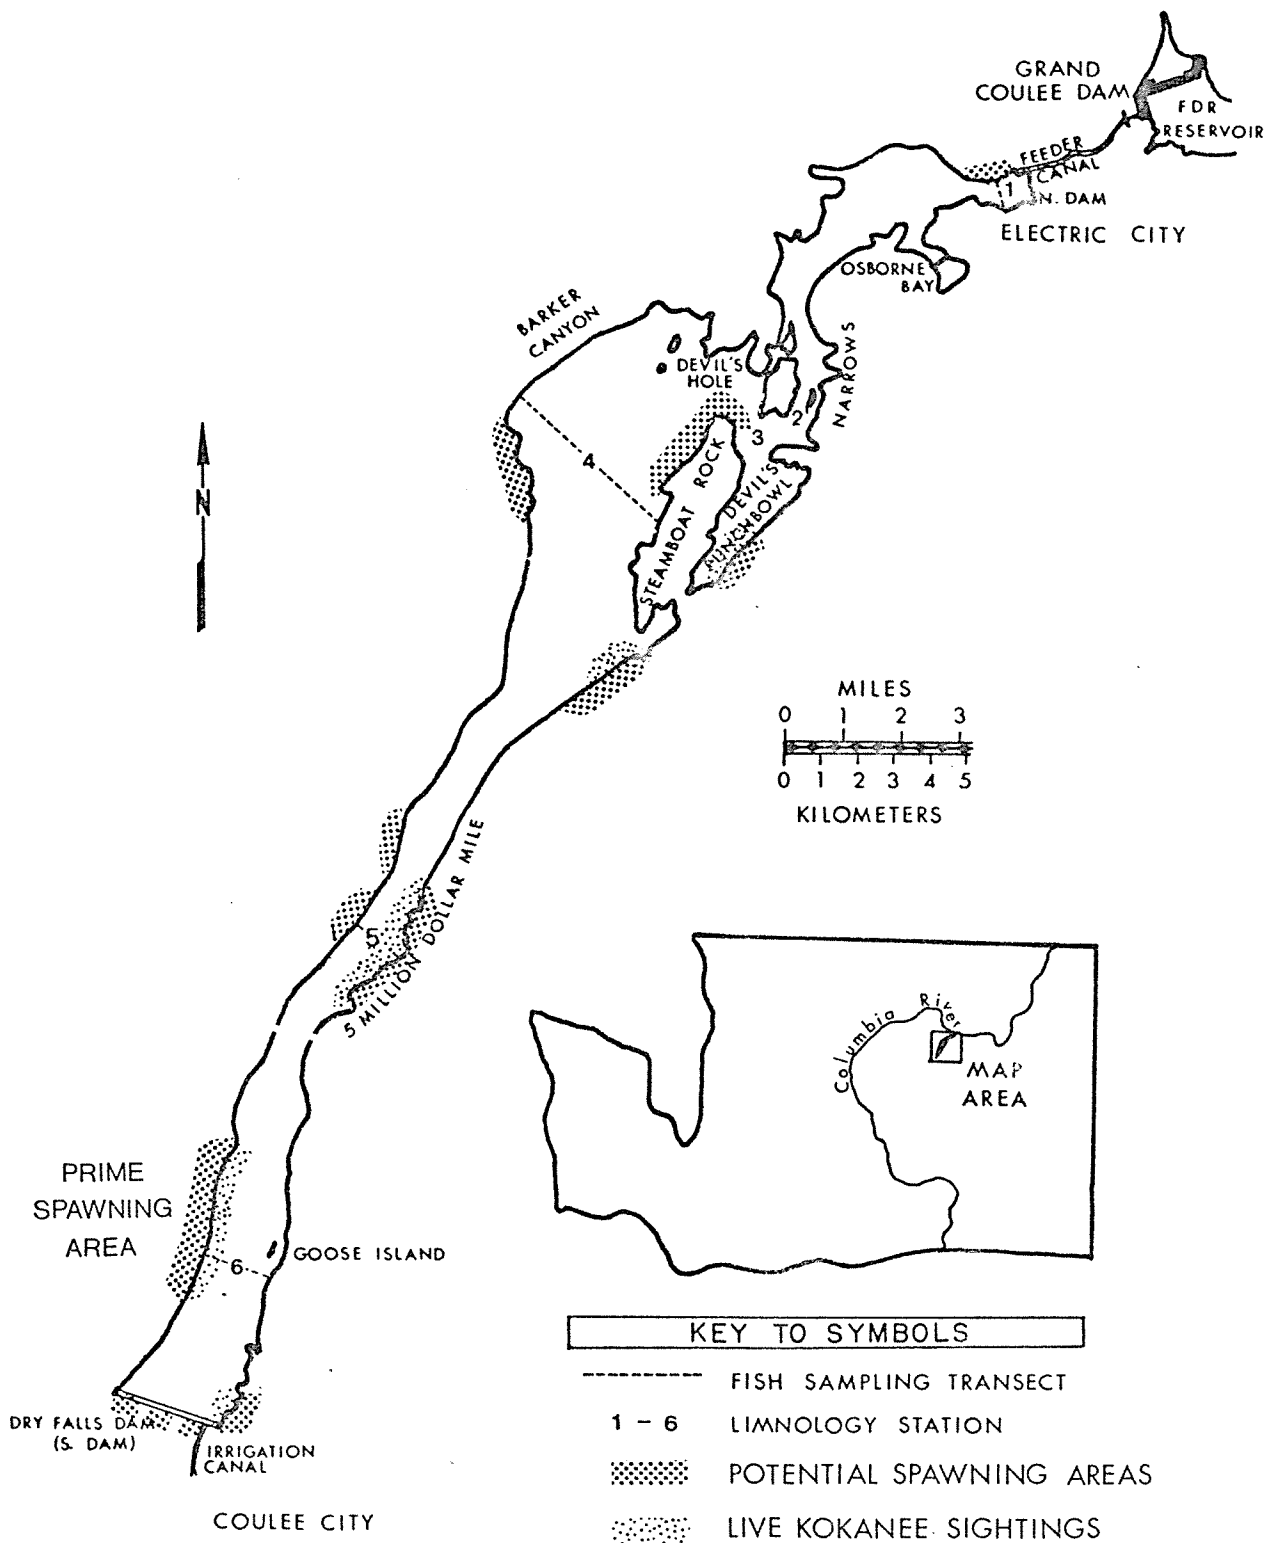 GRAND
COULEE DAM
FDR
RESERVOIR
FEEDER
CANAL
1
N. DAM
ELECTRIC CITY
OSBORNE
BAY
BARKER
CANYON
DEVIL'S
HOLE
NARROWS
2
3
4
STEAMBOAT ROCK
DEVIL'S
PUNCHBOWL
N
MILES
0 1 2 3
0 1 2 3 4 5
KILOMETERS
5 MILLION DOLLAR MILE
5
Columbia River
MAP
AREA
PRIME
SPAWNING
AREA
GOOSE ISLAND
6
DRY FALLS DAM
(S. DAM)
IRRIGATION
CANAL
COULEE CITY
KEY TO SYMBOLS
FISH SAMPLING TRANSECT
1 - 6 LIMNOLOGY STATION
POTENTIAL SPAWNING AREAS
LIVE KOKANEE SIGHTINGS